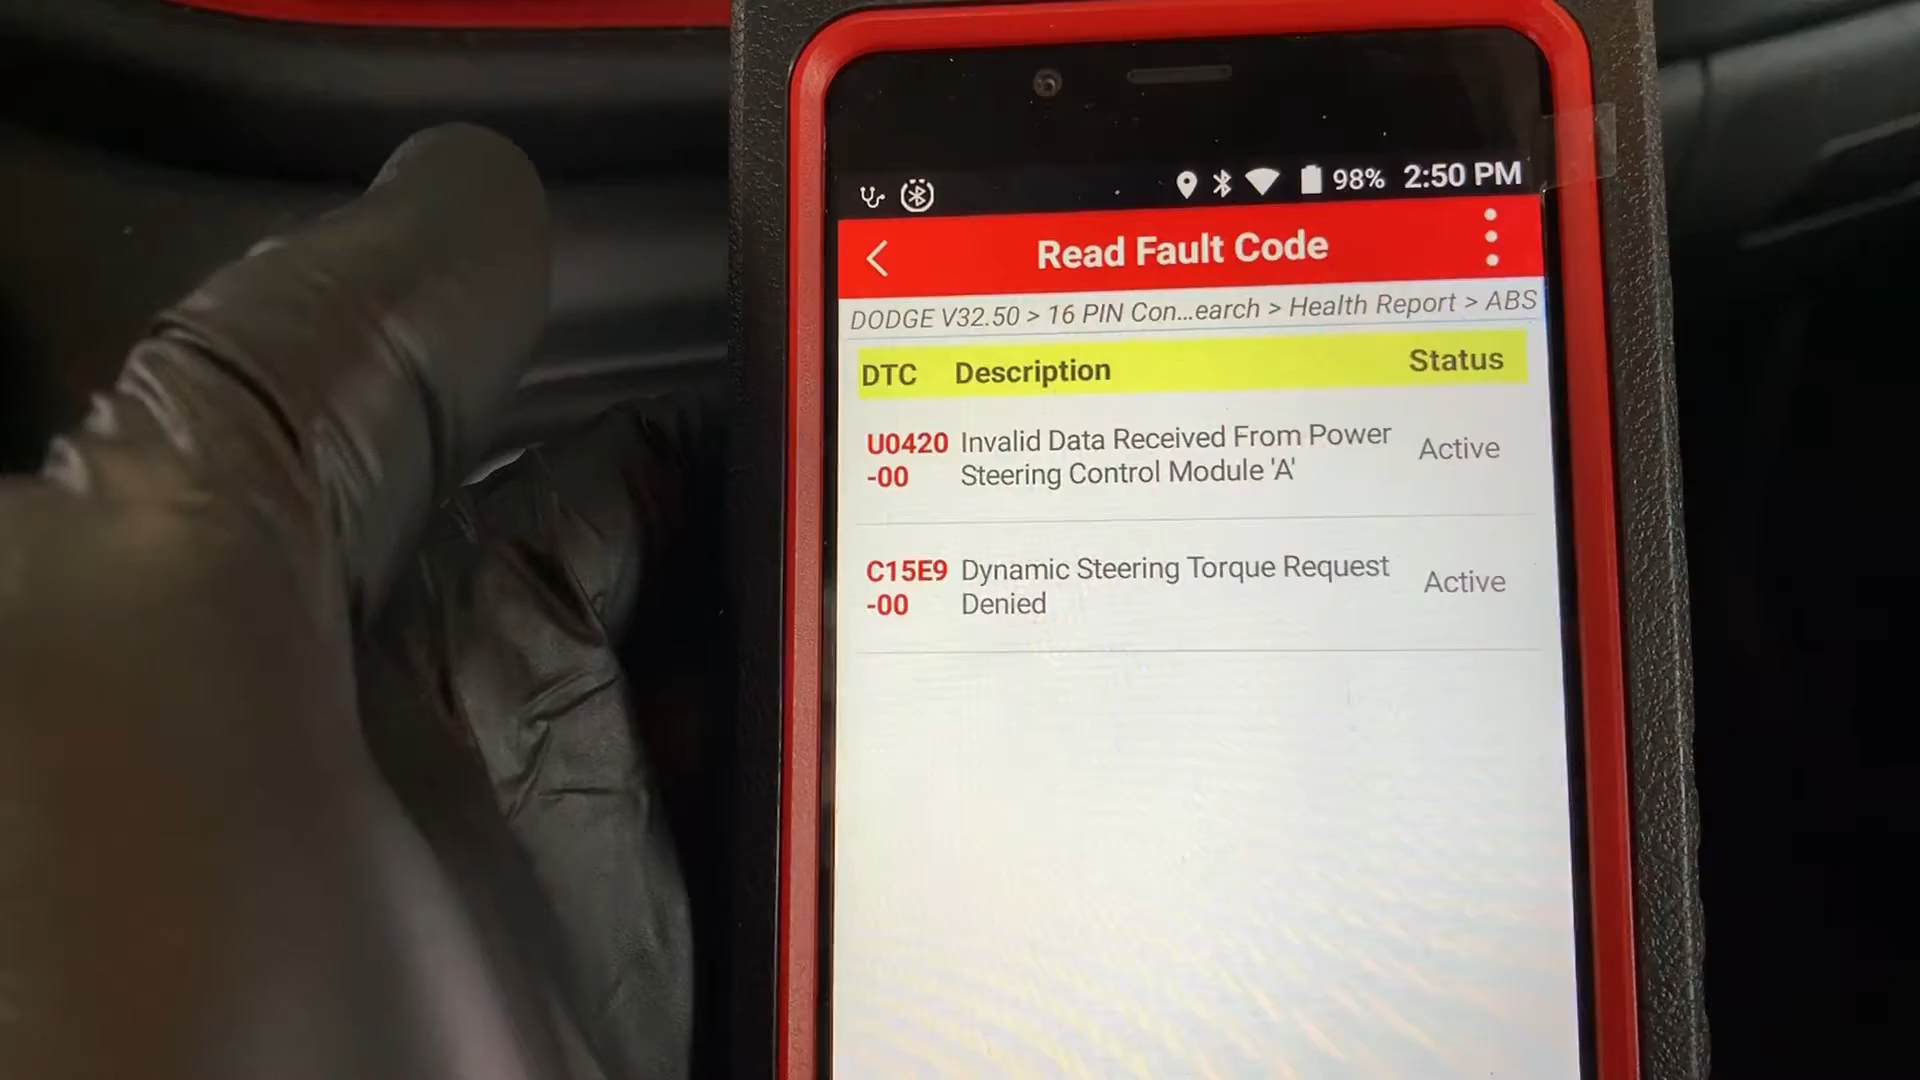 98% 2:50 PM
Read Fault Code
DODGE V32.50 > 16 PIN Con...earch > Health Report > ABS
DTC Description Status
U0420 Invalid Data Received From Power Active
-00 Steering Control Module 'A'
C15E9 Dynamic Steering Torque Request Active
-00 Denied